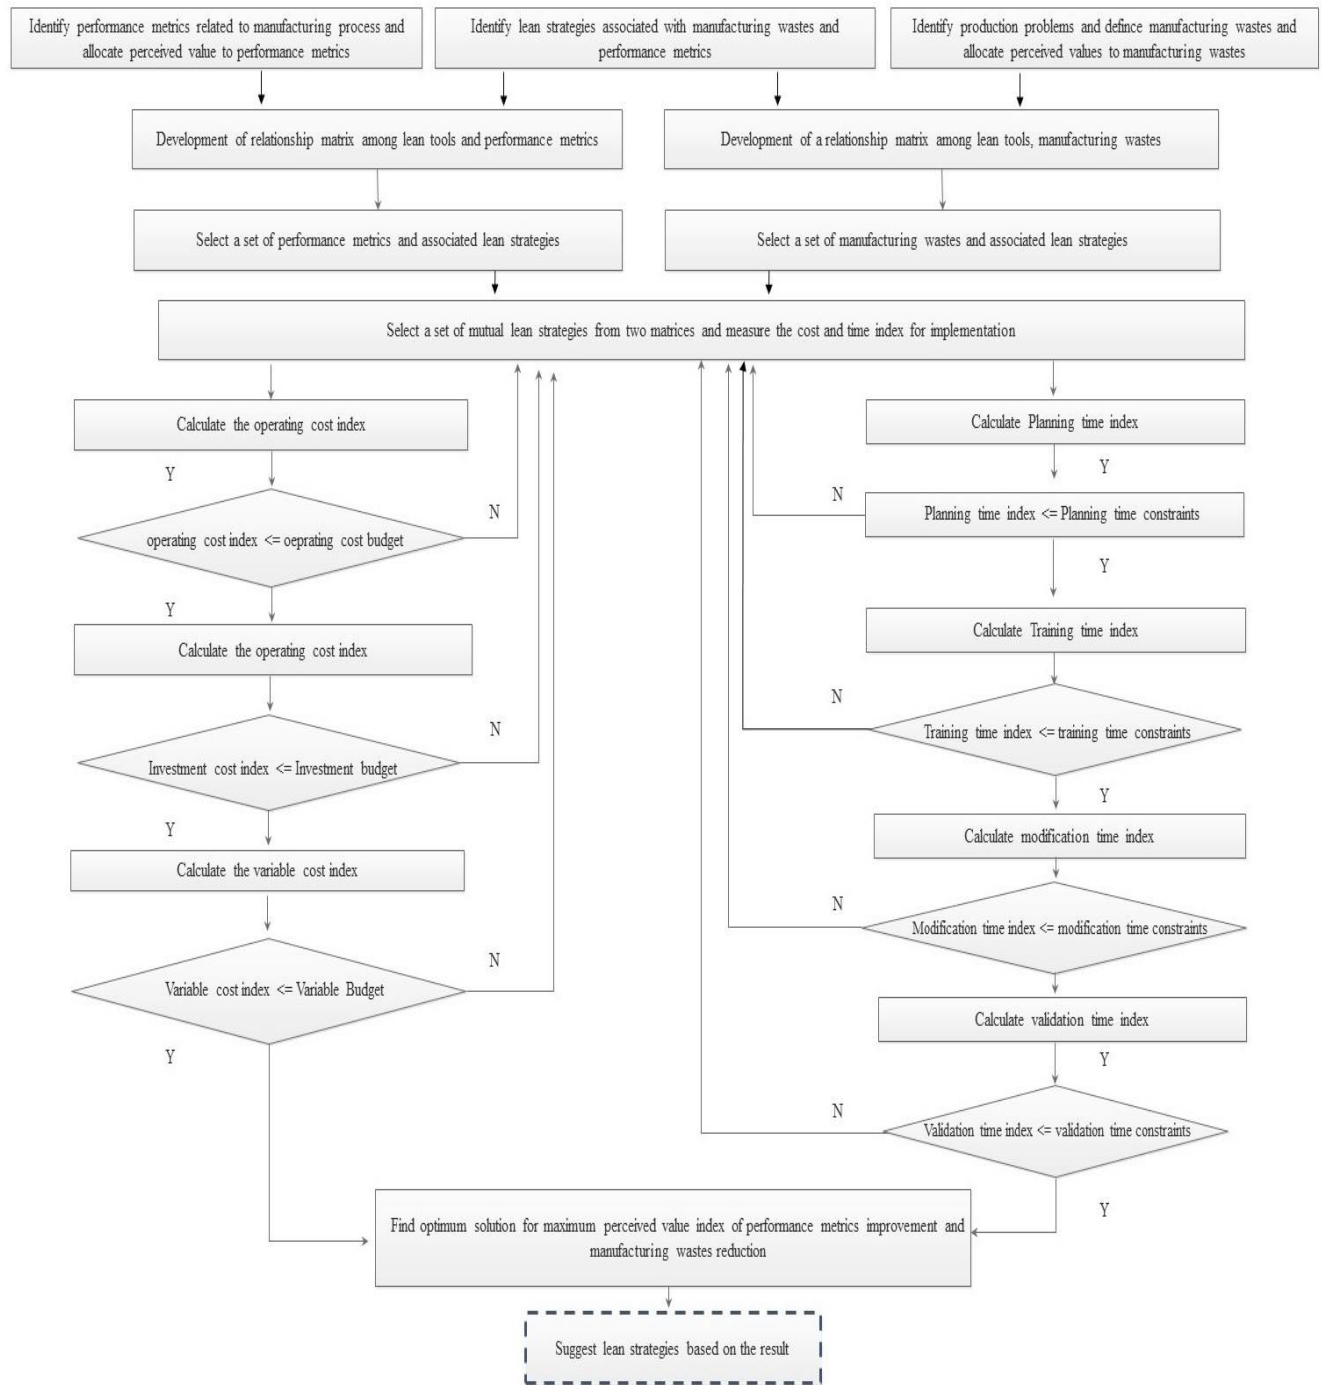 Identify performance metrics related to manufacturing process and
allocate perceived value to performance metrics
Identify lean strategies associated with manufacturing wastes and
performance metrics
Identify production problems and defince manufacturing wastes and
allocate perceived values to manufacturing wastes
Development of relationship matrix among lean tools and performance metrics
Development of a relationship matrix among lean tools, manufacturing wastes
Select a set of performance metrics and associated lean strategies
Select a set of manufacturing wastes and associated lean strategies
Select a set of mutual lean strategies from two matrices and measure the cost and time index for implementation
Calculate the operating cost index
Y
operating cost index <= oeprating cost budget
N
Y
Calculate the operating cost index
Investment cost index <= Investment budget
N
Y
Calculate the variable cost index
Variable cost index <= Variable Budget
N
Y
Calculate Planning time index
Y
N
Planning time index <= Planning time constraints
Y
Calculate Training time index
N
Training time index <= training time constraints
Y
Calculate modification time index
N
Modification time index <= modification time constraints
Calculate validation time index
Y
N
Validation time index <= validation time constraints
Y
Find optimum solution for maximum perceived value index of performance metrics improvement and
manufacturing wastes reduction
Suggest lean strategies based on the result